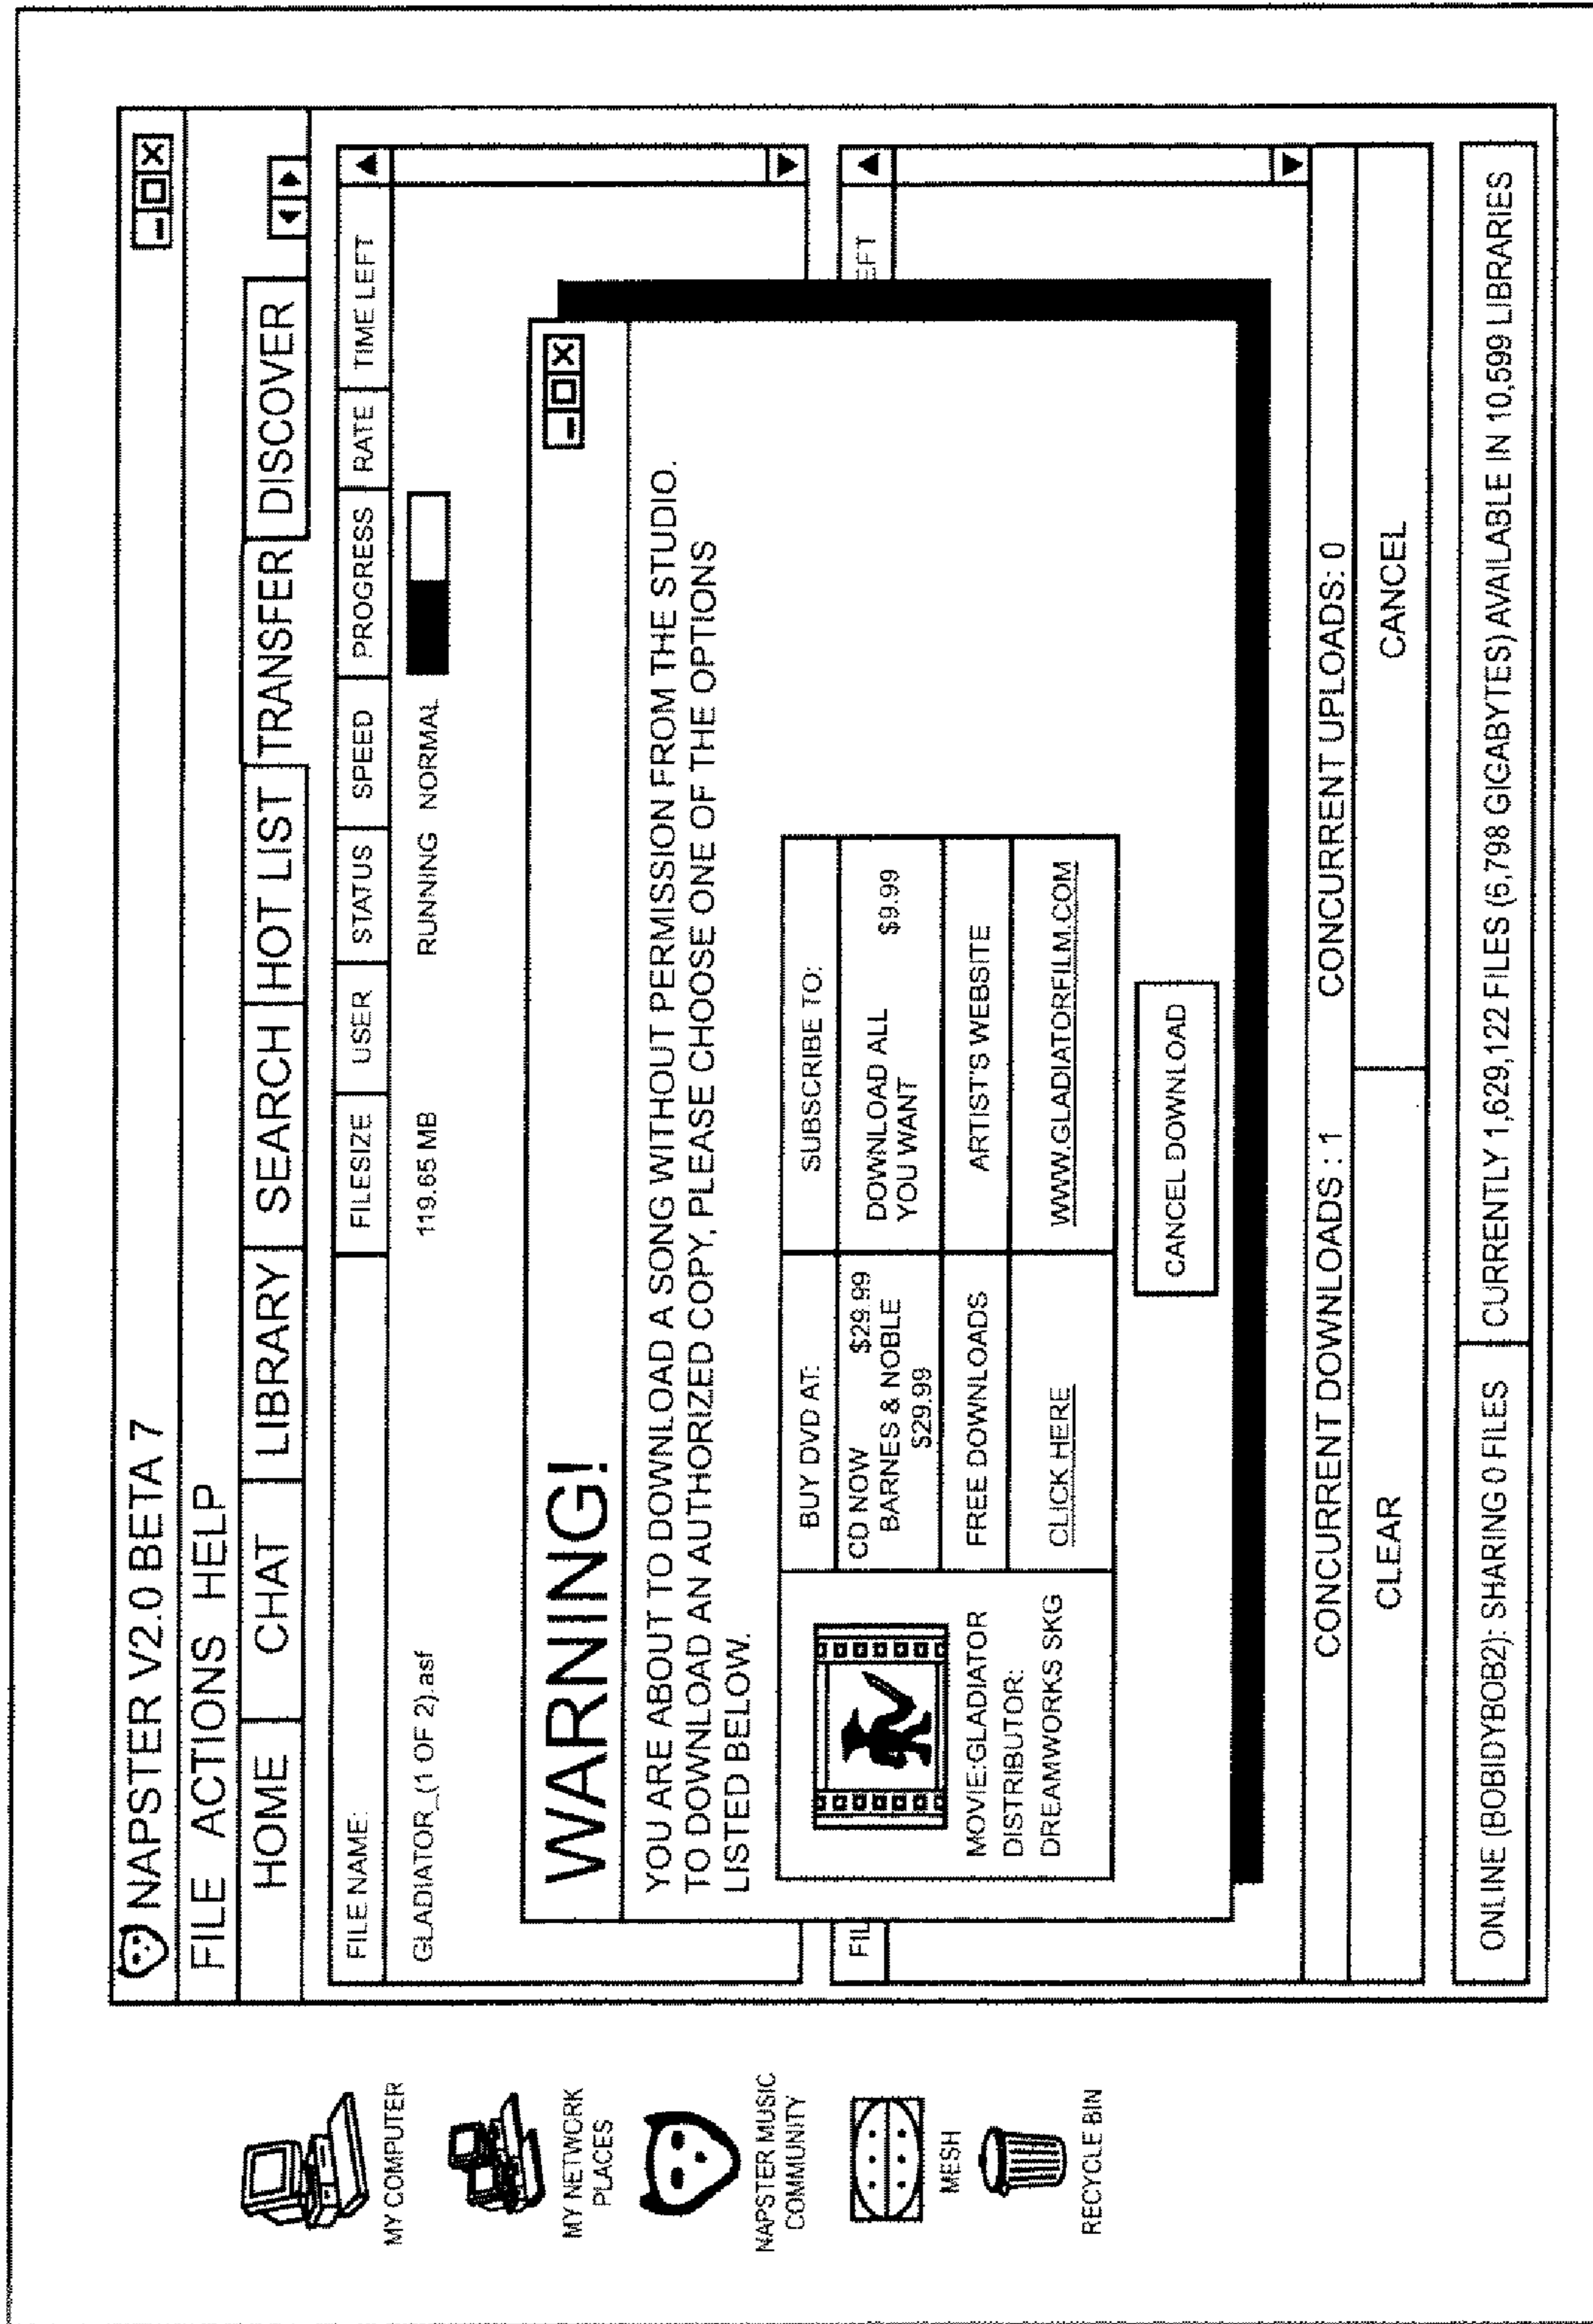 NAPSTER V2.0 BETA 7
FILE ACTIONS HELP
HOME CHAT LIBRARY SEARCH HOT LIST TRANSFER DISCOVER
FILE NAME: FILESIZE USER STATUS SPEED PROGRESS RATE TIME LEFT
GLADIATOR_(1 OF 2).asf 119.65 MB RUNNING NORMAL
WARNING!
YOU ARE ABOUT TO DOWNLOAD A SONG WITHOUT PERMISSION FROM THE STUDIO.
TO DOWNLOAD AN AUTHORIZED COPY, PLEASE CHOOSE ONE OF THE OPTIONS
LISTED BELOW.
MOVIE:GLADIATOR
DISTRIBUTOR:
DREAMWORKS SKG
BUY DVD AT:
CD NOW $29.99
BARNES & NOBLE
$29.99
SUBSCRIBE TO:
DOWNLOAD ALL $9.99
YOU WANT
FREE DOWNLOADS
CLICK HERE
ARTIST'S WEBSITE
WWW.GLADIATORFILM.COM
CANCEL DOWNLOAD
FIL EFT
CONCURRENT DOWNLOADS : 1 CONCURRENT UPLOADS: 0
CLEAR CANCEL
ONLINE (BOBIDYBOB2): SHARING 0 FILES CURRENTLY 1,629,122 FILES (6,798 GIGABYTES) AVAILABLE IN 10,599 LIBRARIES
MY COMPUTER
MY NETWORK
PLACES
NAPSTER MUSIC
COMMUNITY
MESH
RECYCLE BIN